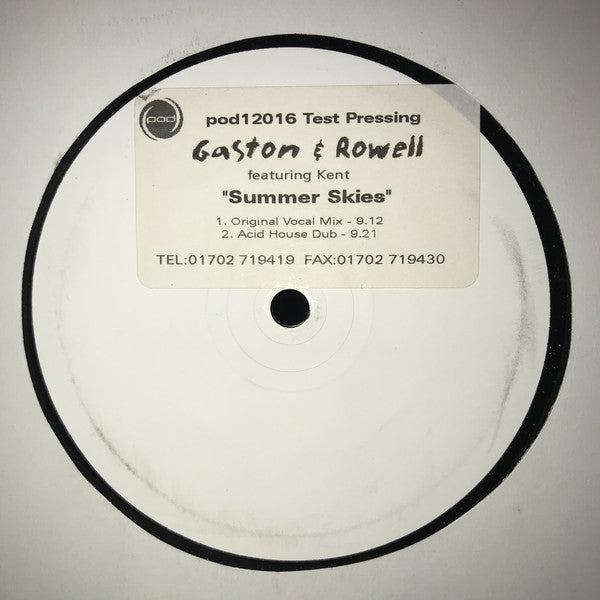 pod
pod12016 Test Pressing
Gaston & Rowell
featuring Kent
"Summer Skies"
1. Original Vocal Mix - 9.12
2. Acid House Dub - 9.21
TEL:01702 719419 FAX:01702 719430